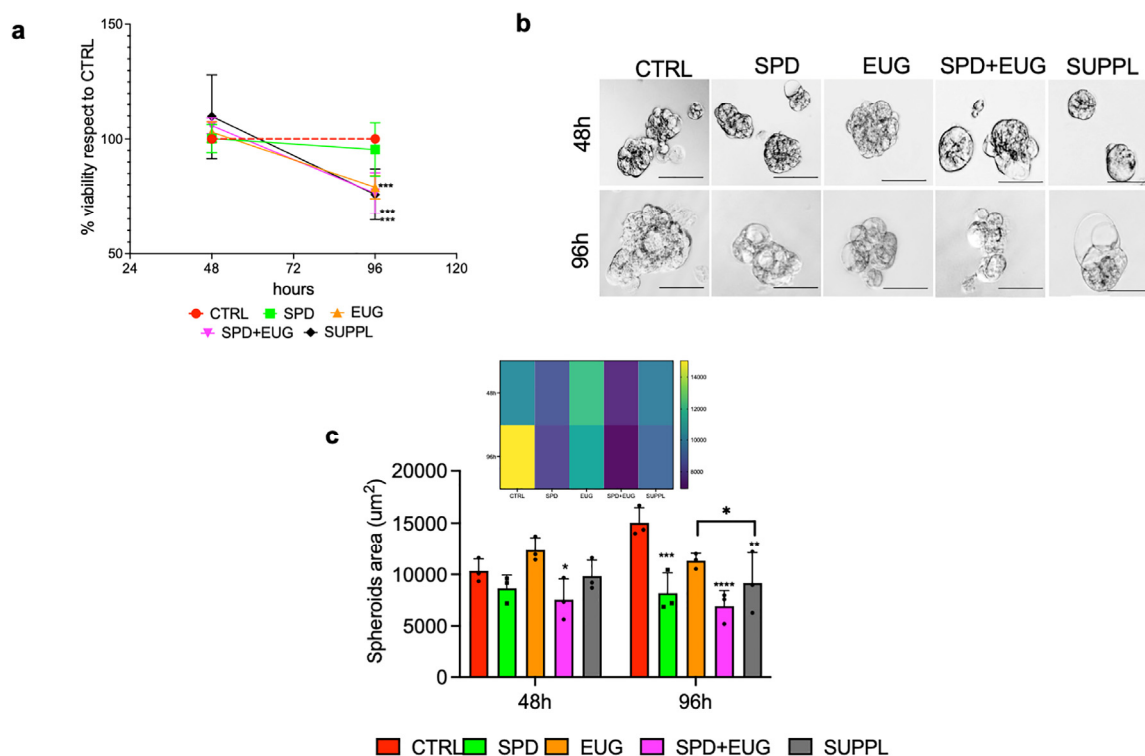 a
% viability respect to CTRL
150
100
50
24 48 72 96 120
***
***
***
hours
CTRL SPD EUG
SPD+EUG SUPPL
b
CTRL SPD EUG SPD+EUG SUPPL
48h
96h
c
48h
96h
CTRL SPD EUG SPD+EUG SUPPL
14000
12000
10000
8000
Spheroids area (um²)
20000
15000
10000
5000
0
* *** * **** **
48h 96h
CTRL SPD EUG SPD+EUG SUPPL